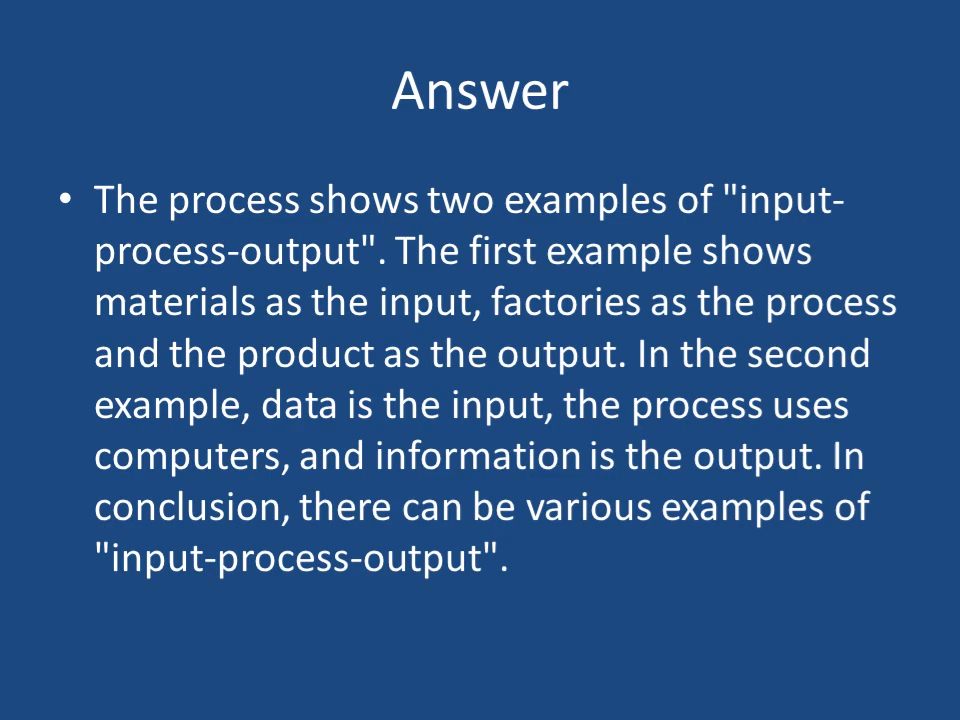 Answer
• The process shows two examples of "input-
process-output". The first example shows
materials as the input, factories as the process
and the product as the output. In the second
example, data is the input, the process uses
computers, and information is the output. In
conclusion, there can be various examples of
"input-process-output".